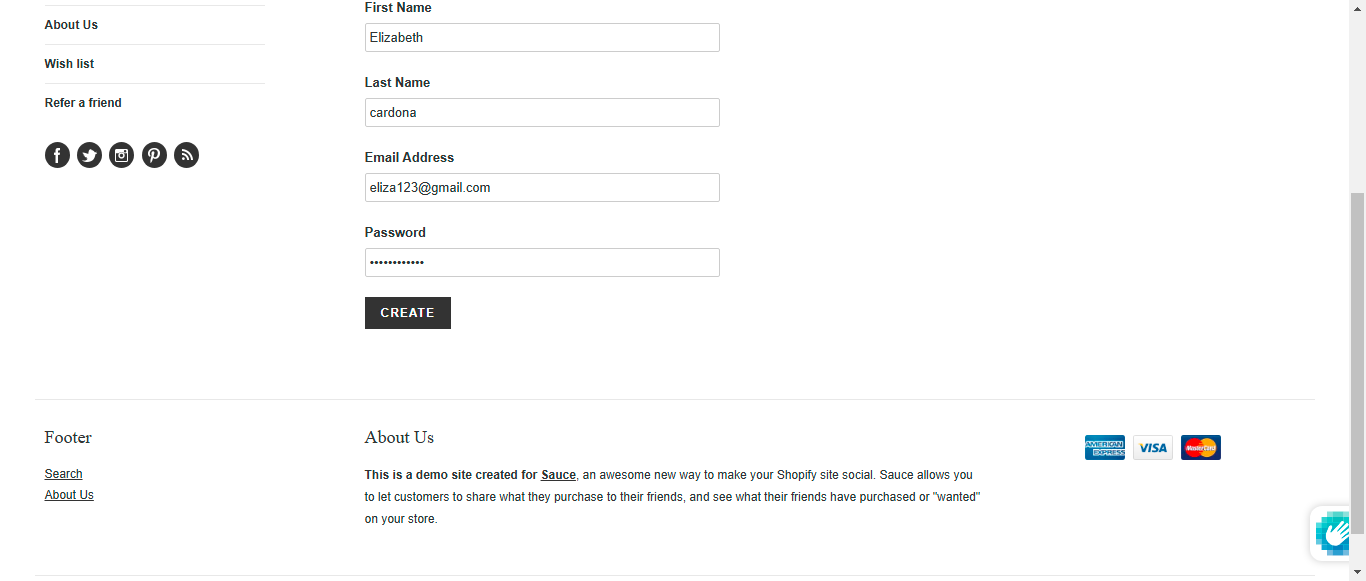 About Us
Wish list
Refer a friend
First Name
Elizabeth
Last Name
cardona
Email Address
eliza123@gmail.com
Password
••••••••••••
CREATE
Footer
Search
About Us
About Us
This is a demo site created for Sauce, an awesome new way to make your Shopify site social. Sauce allows you
to let customers to share what they purchase to their friends, and see what their friends have purchased or "wanted"
on your store.
AMERICAN
EXPRESS
VISA
MasterCard